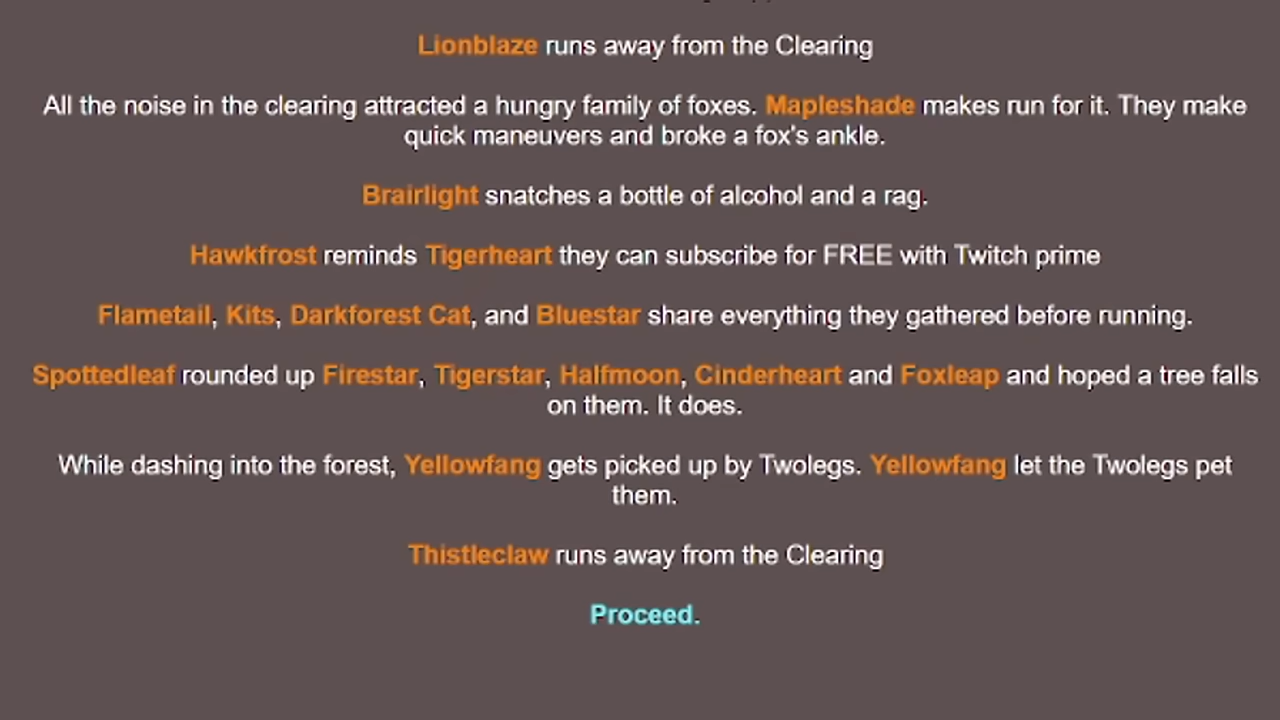 Lionblaze runs away from the Clearing
All the noise in the clearing attracted a hungry family of foxes. Mapleshade makes run for it. They make
quick maneuvers and broke a fox's ankle.
Brairlight snatches a bottle of alcohol and a rag.
Hawkfrost reminds Tigerheart they can subscribe for FREE with Twitch prime
Flametail, Kits, Darkforest Cat, and Bluestar share everything they gathered before running.
Spottedleaf rounded up Firestar, Tigerstar, Halfmoon, Cinderheart and Foxleap and hoped a tree falls
on them. It does.
While dashing into the forest, Yellowfang gets picked up by Twolegs. Yellowfang let the Twolegs pet
them.
Thistleclaw runs away from the Clearing
Proceed.